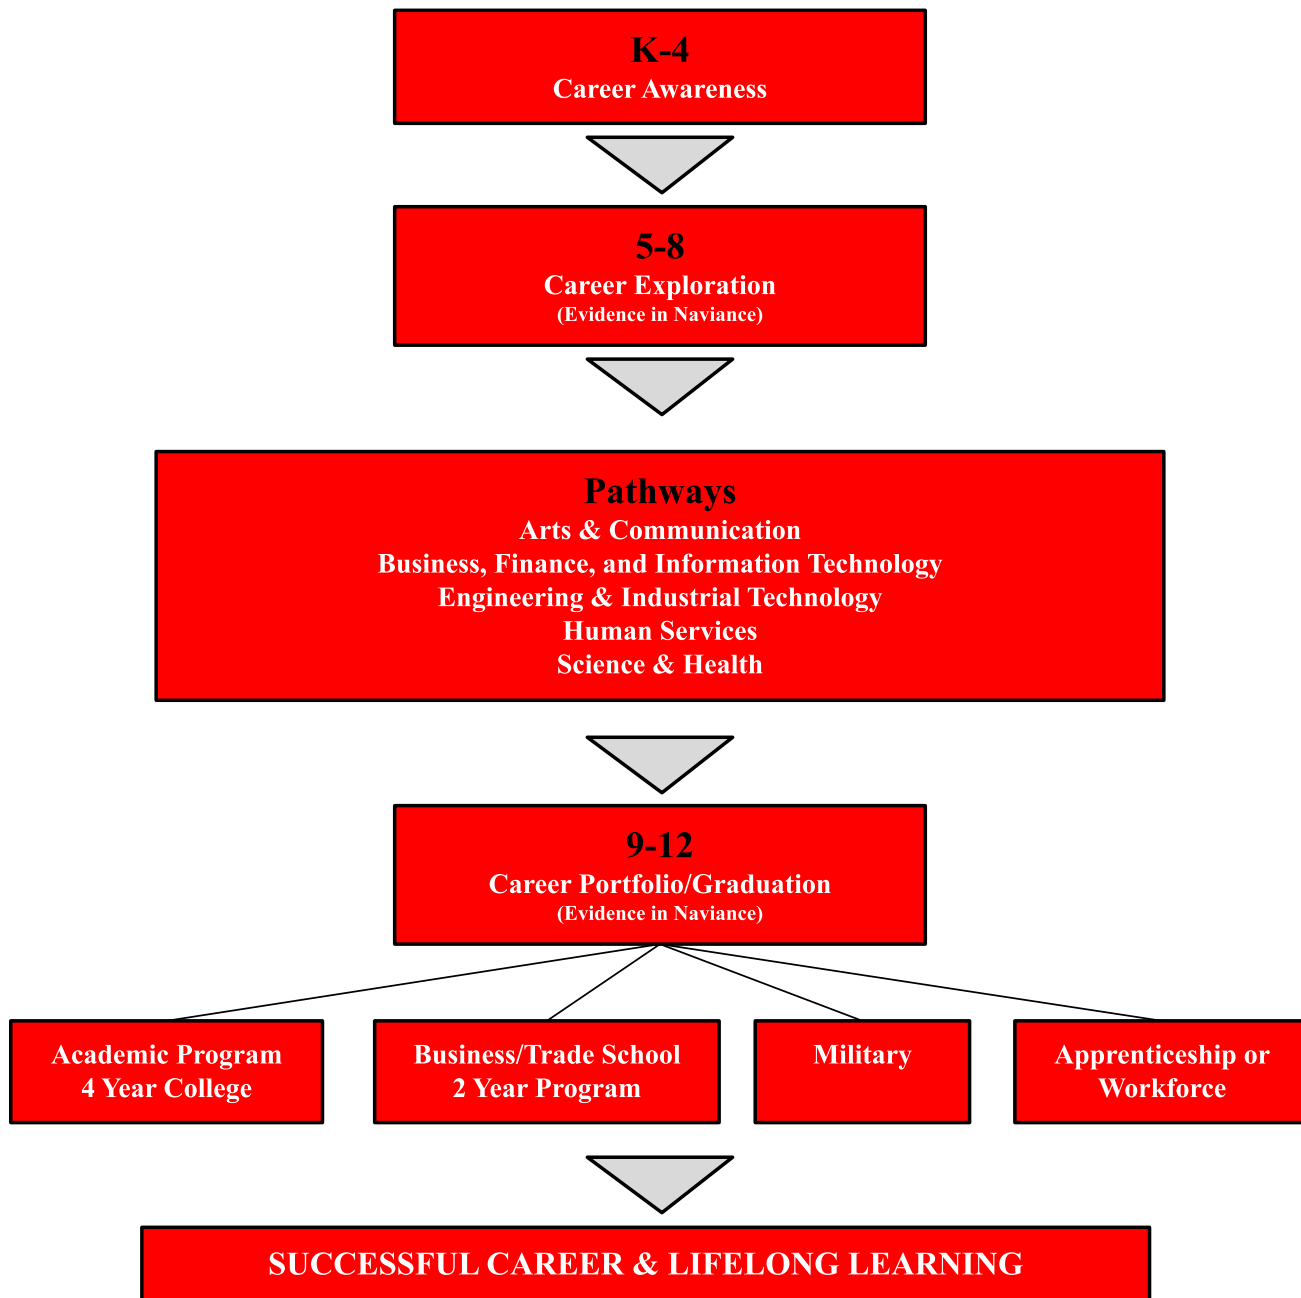 K-4
Career Awareness
5-8
Career Exploration
(Evidence in Naviance)
Pathways
Arts & Communication
Business, Finance, and Information Technology
Engineering & Industrial Technology
Human Services
Science & Health
9-12
Career Portfolio/Graduation
(Evidence in Naviance)
Academic Program
4 Year College
Business/Trade School
2 Year Program
Military
Apprenticeship or
Workforce
SUCCESSFUL CAREER & LIFELONG LEARNING